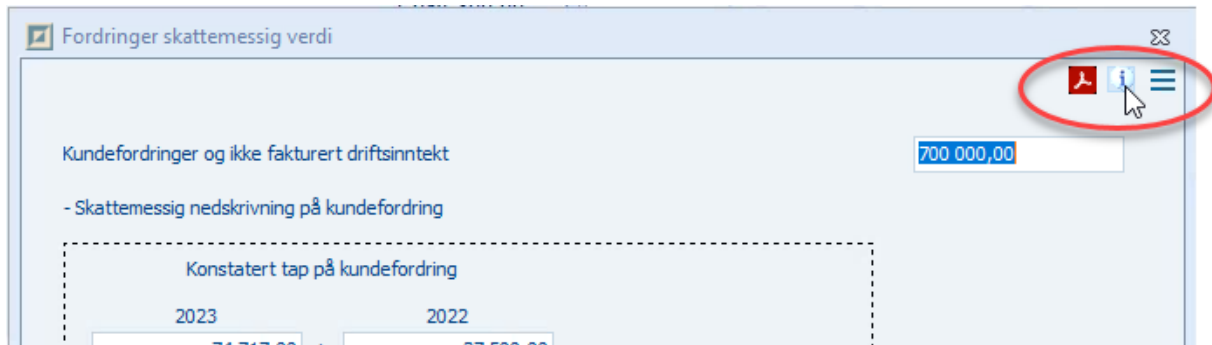 Fordringer skattemessig verdi
Kundefordringer og ikke fakturert driftsinntekt 700 000,00
- Skattemessig nedskrivning på kundefordring
Konstatert tap på kundefordring
2023 2022